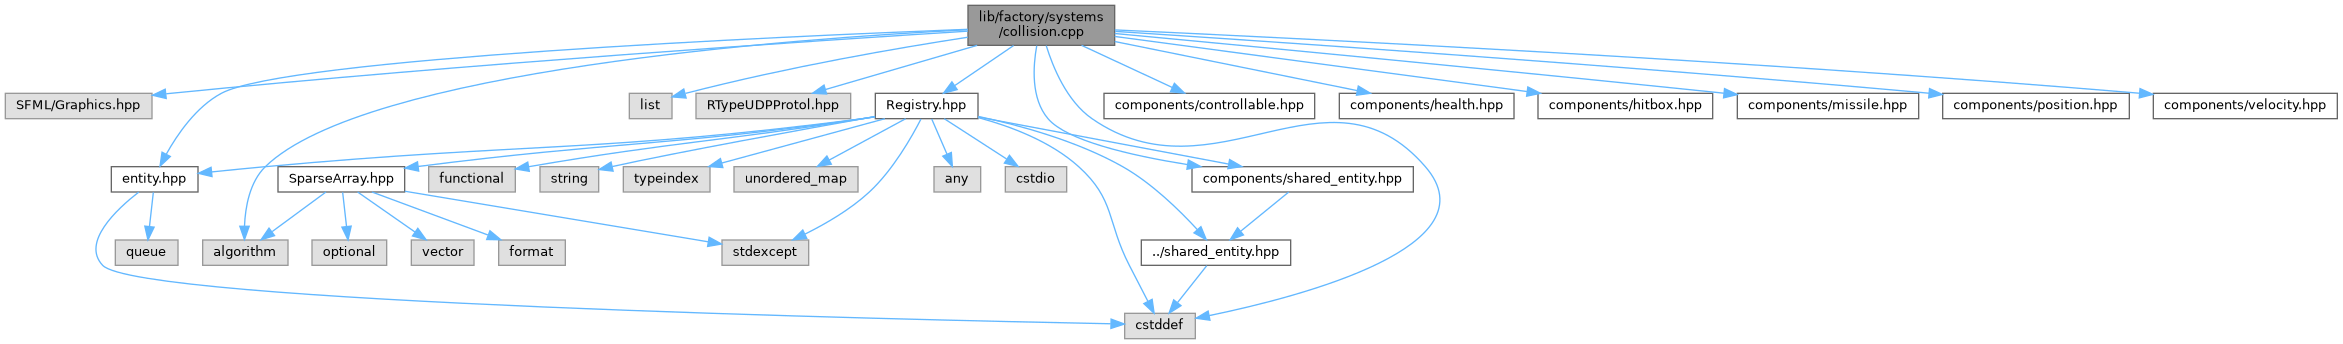 lib/factory/systems
/collision.cpp
SFML/Graphics.hpp
list
RTypeUDPProtol.hpp
Registry.hpp
components/controllable.hpp
components/health.hpp
components/hitbox.hpp
components/missile.hpp
components/position.hpp
components/velocity.hpp
entity.hpp
SparseArray.hpp
functional
string
typeindex
unordered_map
any
cstdio
components/shared_entity.hpp
queue
algorithm
optional
vector
format
stdexcept
../shared_entity.hpp
cstddef